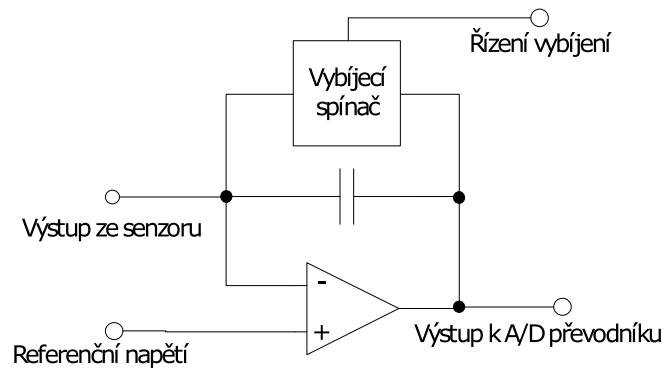 Řízení vybíjení
Vybíjecí
spínač
Výstup ze senzoru
-
+
Výstup k A/D převodníku
Referenční napětí